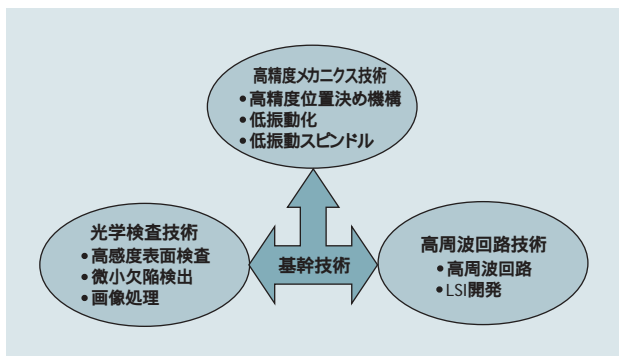 高精度メカニクス技術
•高精度位置決め機構
•低振動化
•低振動スピンドル
光学検査技術
•高感度表面検査
•微小欠陥検出
•画像処理
基幹技術
高周波回路技術
•高周波回路
•LSI開発